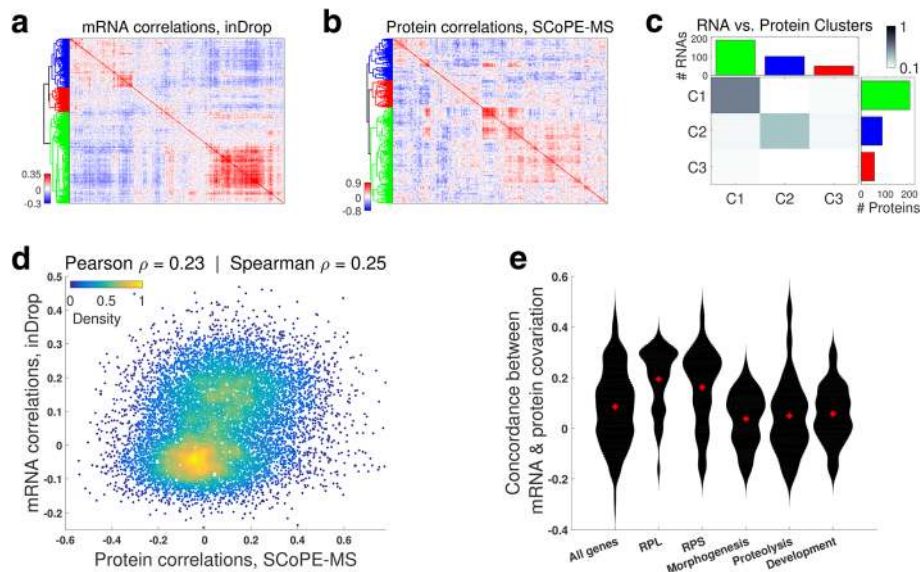 a
mRNA correlations, inDrop
0.35
0
-0.3
b
Protein correlations, SCoPE-MS
0.9
0
-0.8
c
RNA vs. Protein Clusters
# RNAs
200
100
0
1
0.1
C1
C2
C3
C1 C2 C3
0 100 200
# Proteins
d
Pearson ρ = 0.23 | Spearman ρ = 0.25
mRNA correlations, inDrop
0.5
0.4
0.3
0.2
0.1
0
-0.1
-0.2
0 0.5 1
Density
-0.6 -0.4 -0.2 0 0.2 0.4 0.6
Protein correlations, SCoPE-MS
e
Concordance between
mRNA & protein covariation
0.6
0.4
0.2
0
-0.2
-0.4
All genes
RPL
RPS
Morphogenesis
Proteolysis
Development